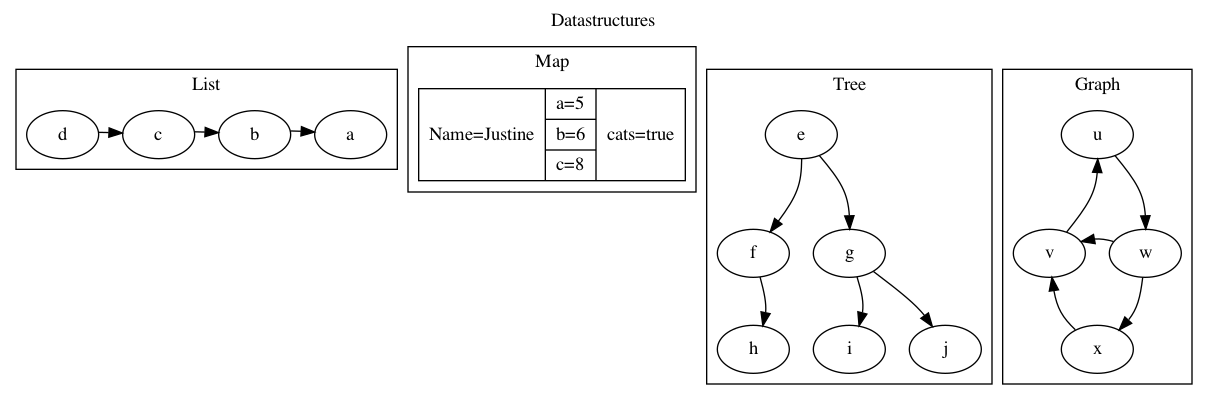 Datastructures
List
d
c
b
a
Map
Name=Justine
a=5
b=6
c=8
cats=true
Tree
e
f
g
h
i
j
Graph
u
v
w
x